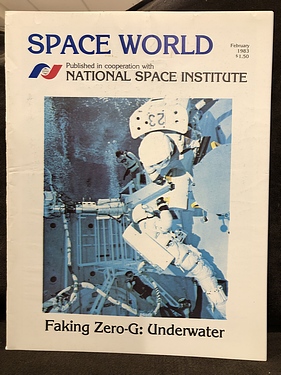 SPACE WORLD
February
1983
$1.50
Published in cooperation with
NATIONAL SPACE INSTITUTE
23
Faking Zero-G: Underwater